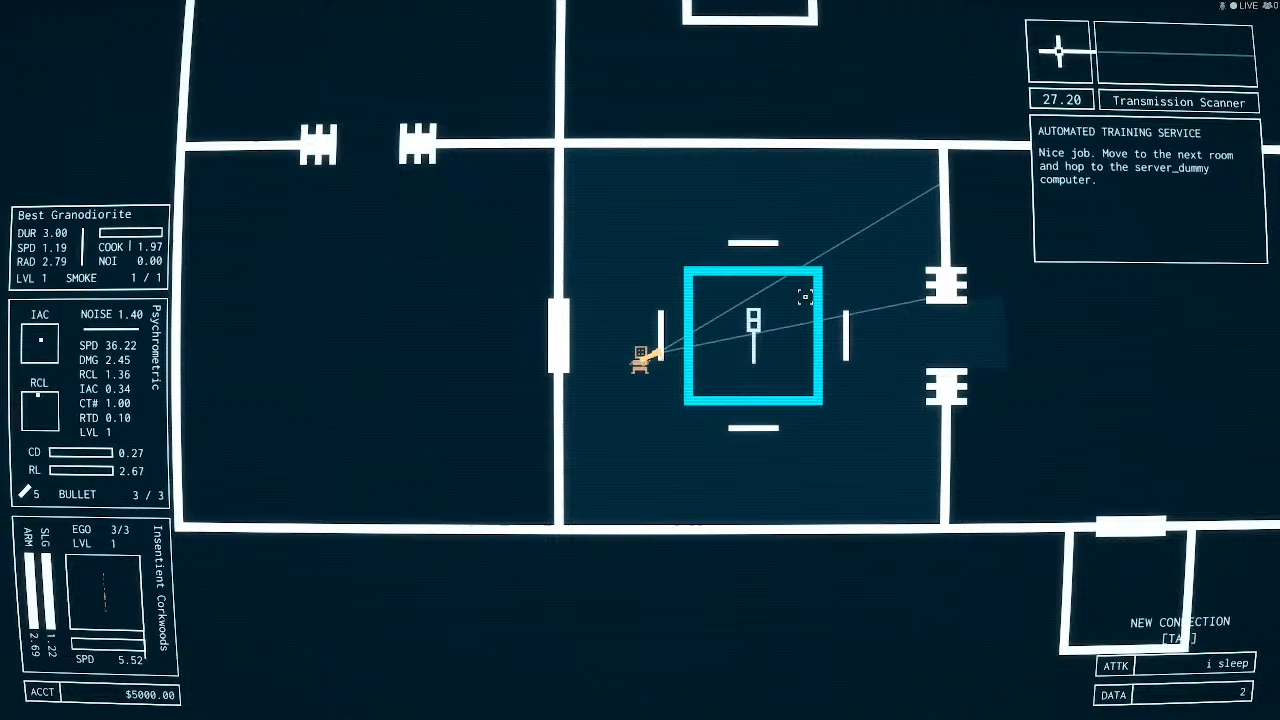 LIVE 0
27.20 Transmission Scanner
AUTOMATED TRAINING SERVICE
Nice job. Move to the next room
and hop to the server_dummy
computer.
Best Granodiorite
DUR 3.00
SPD 1.19 COOK 1.97
RAD 2.79 NOI 0.00
LVL 1 SMOKE 1 / 1
IAC NOISE 1.40
Psychrometric
SPD 36.22
DMG 2.45
RCL RCL 1.36
IAC 0.34
CT# 1.00
RTD 0.10
LVL 1
CD 0.27
RL 2.67
5 BULLET 3 / 3
ARM SLG EGO 3/3
LVL 1
Insentient Corkwoods
2.69 1.22
SPD 5.52
ACCT $5000.00
NEW CONNECTION
ATTK i sleep
DATA 2